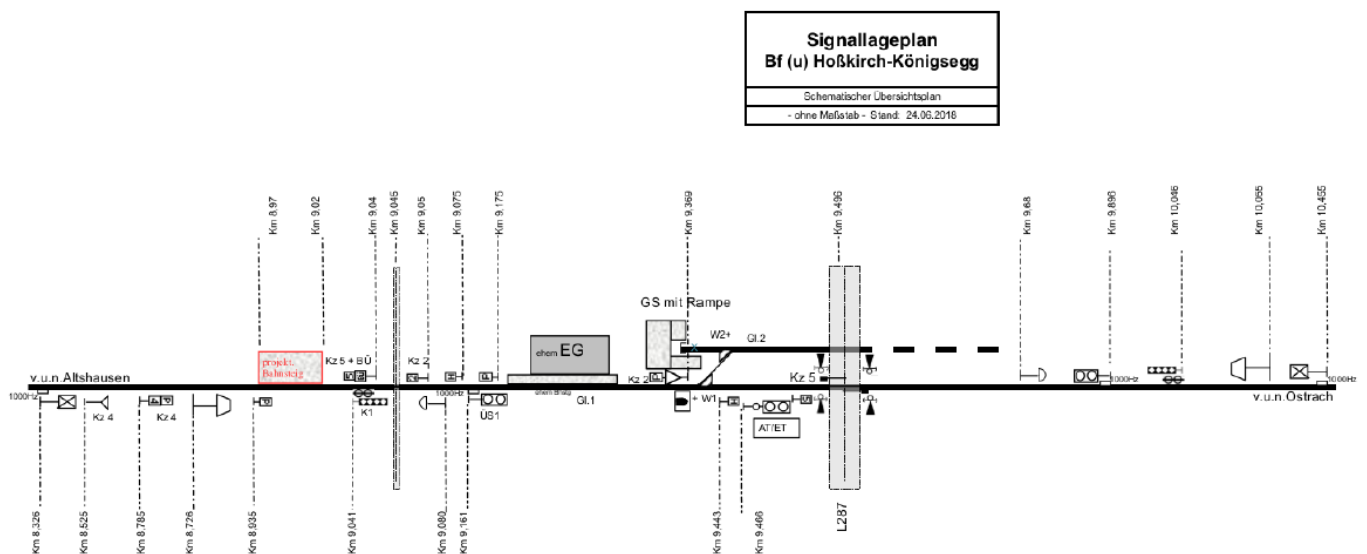 Signallageplan
Bf (u) Hoßkirch-Königsegg
Schematischer Übersichtsplan
- ohne Maßstab - Stand: 24.06.2018
Km 8,97
Km 9,02
Km 9,04
Km 9,045
Km 9,05
Km 9,075
Km 9,175
Km 9,369
Km 9,496
Km 9,68
Km 9,896
Km 10,046
Km 10,055
Km 10,455
GS mit Rampe
W2+
Gl.2
projekt.
Bahnsteig
Kz 5 + BÜ
Kz 2
ehem EG
Kz 2
Kz 5
v.u.n.Altshausen
1000Hz
1000Hz
1000Hz
1000Hz
Kz 4
Kz 4
K1
ÜS1
ehem Bnstg
Gl.1
+ W1
AT/ET
v.u.n.Ostrach
Km 8,326
Km 8,525
Km 8,785
Km 8,726
Km 8,935
Km 9,041
Km 9,080
Km 9,161
Km 9,443
Km 9,466
L287